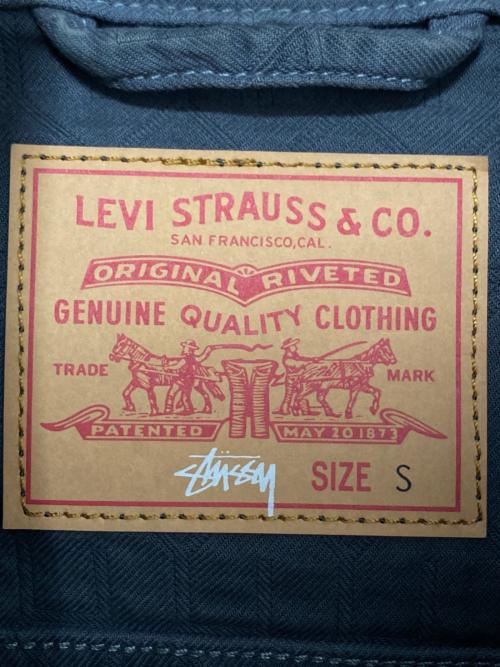 LEVI STRAUSS & CO.
SAN FRANCISCO, CAL.
ORIGINAL RIVETED
GENUINE QUALITY CLOTHING
TRADE MARK
PATENTED MAY 20 1873
STÜSSY SIZE S